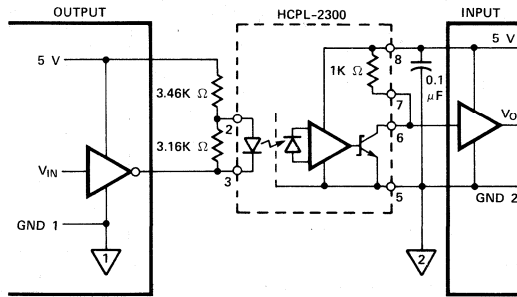 OUTPUT
HCPL-2300
INPUT
5 V
5 V
8
1K Ω
0.1
μF
3.46K Ω
7
2
6
3.16K Ω
VO
VIN
3
5
GND 2
GND 1
1
2